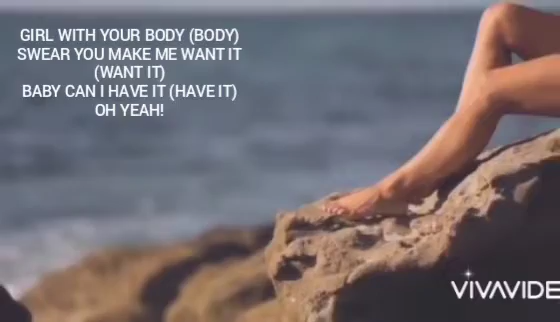 GIRL WITH YOUR BODY (BODY)
SWEAR YOU MAKE ME WANT IT
(WANT IT)
BABY CAN I HAVE IT (HAVE IT)
OH YEAH!
VIVAVIDE